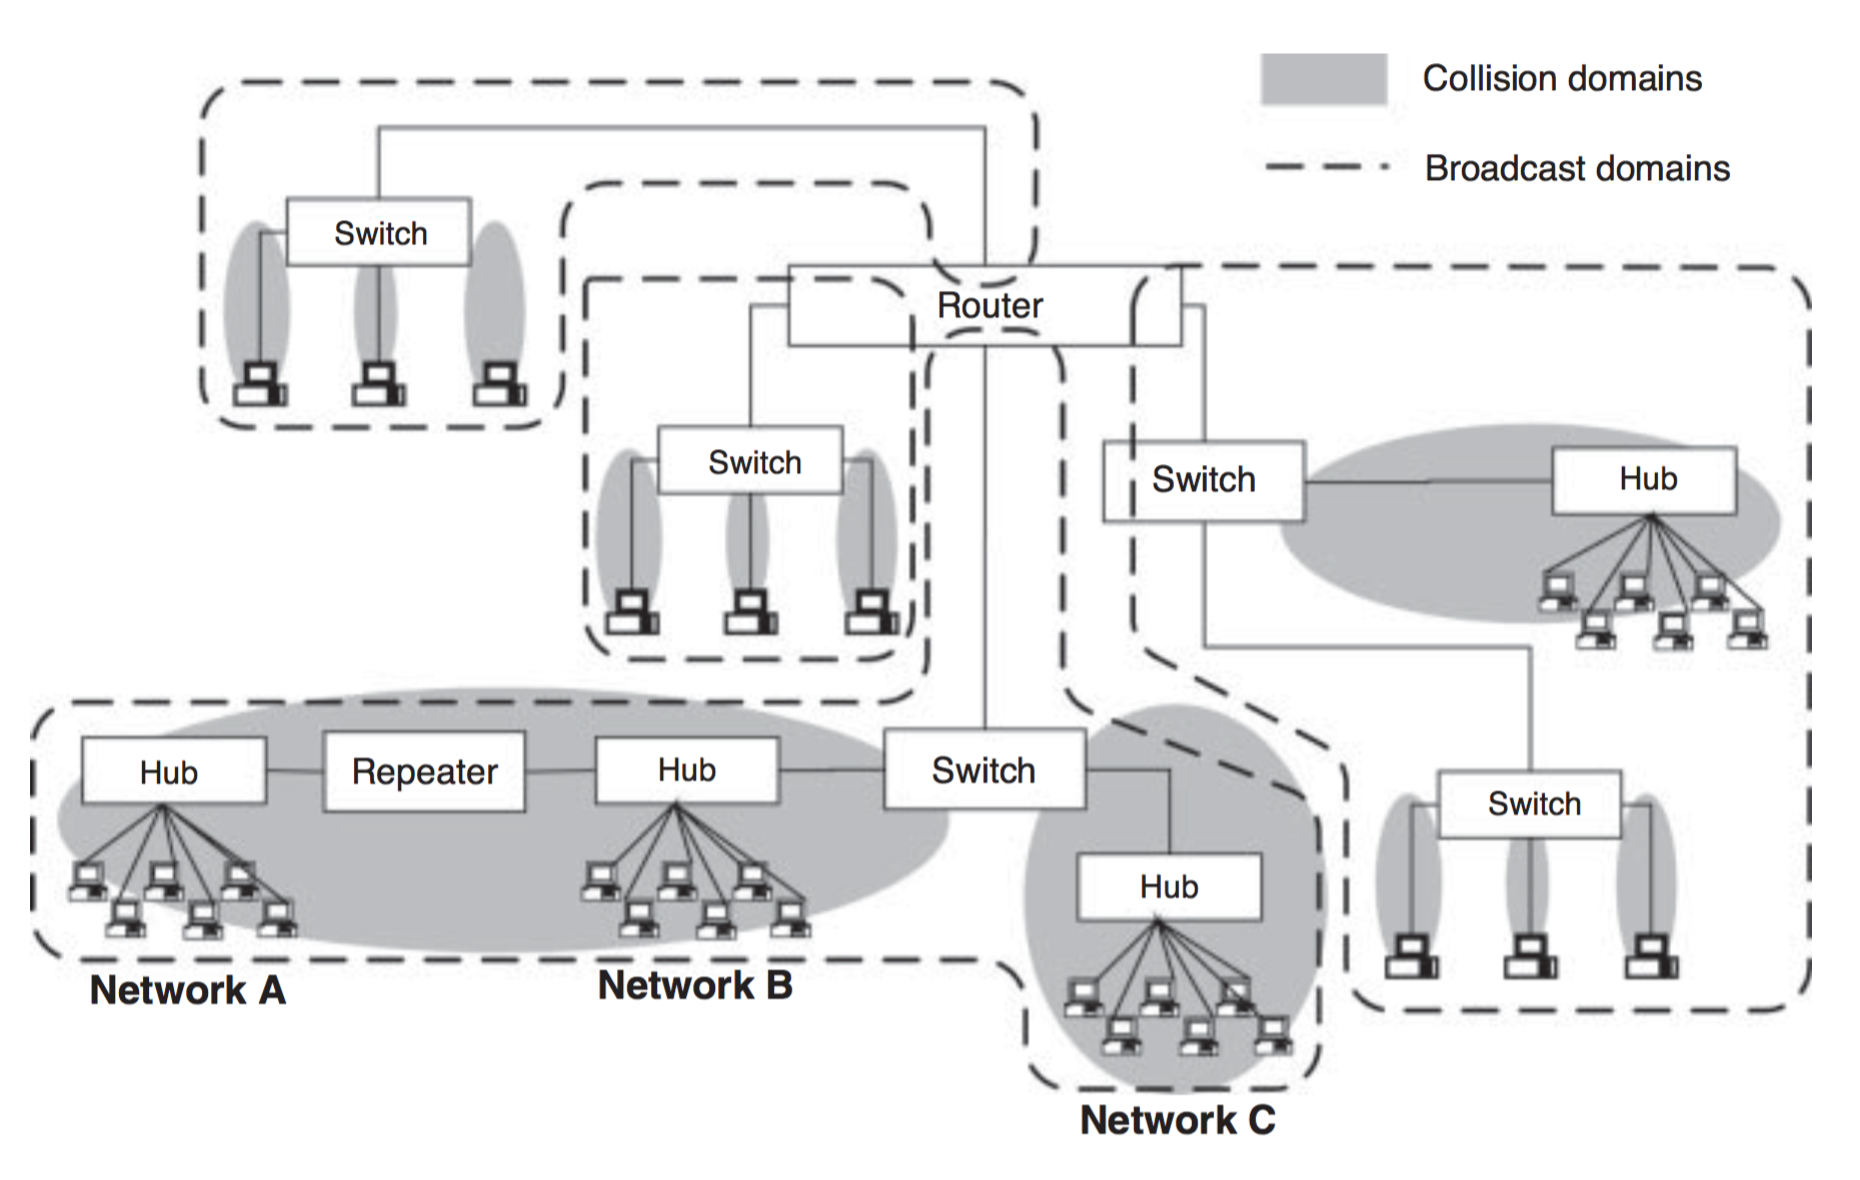 Collision domains
Broadcast domains
Switch
Router
Switch
Switch
Hub
Hub
Repeater
Hub
Switch
Switch
Hub
Network A
Network B
Network C